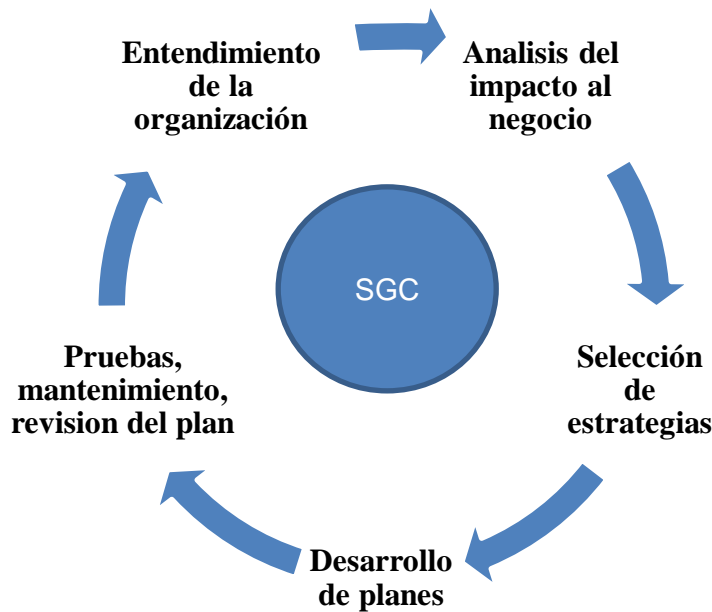 Entendimiento
de la
organización
Analisis del
impacto al
negocio
SGC
Selección
de
estrategias
Desarrollo
de planes
Pruebas,
mantenimiento,
revision del plan